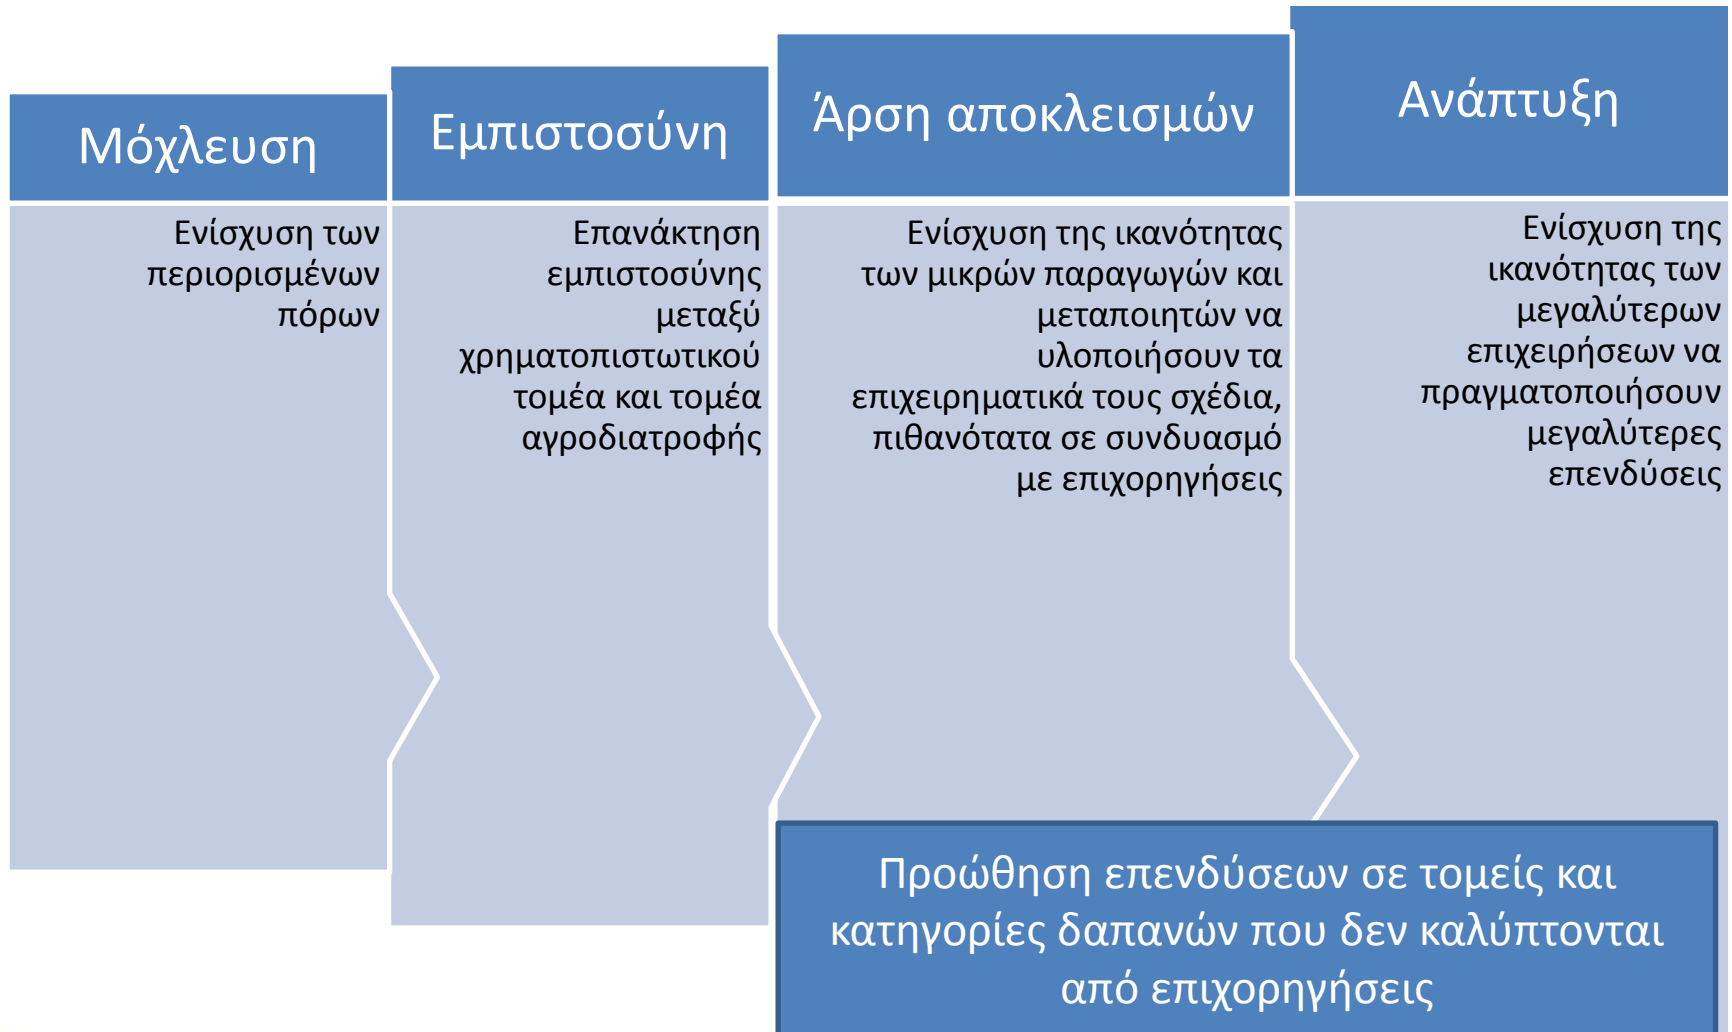 Μόχλευση
Ενίσχυση των
περιορισμένων
πόρων
Εμπιστοσύνη
Επανάκτηση
εμπιστοσύνης
μεταξύ
χρηματοπιστωτικού
τομέα και τομέα
αγροδιατροφής
Άρση αποκλεισμών
Ενίσχυση της ικανότητας
των μικρών παραγωγών και
μεταποιητών να
υλοποιήσουν τα
επιχειρηματικά τους σχέδια,
πιθανότατα σε συνδυασμό
με επιχορηγήσεις
Ανάπτυξη
Ενίσχυση της
ικανότητας των
μεγαλύτερων
επιχειρήσεων να
πραγματοποιήσουν
μεγαλύτερες
επενδύσεις
Προώθηση επενδύσεων σε τομείς και
κατηγορίες δαπανών που δεν καλύπτονται
από επιχορηγήσεις